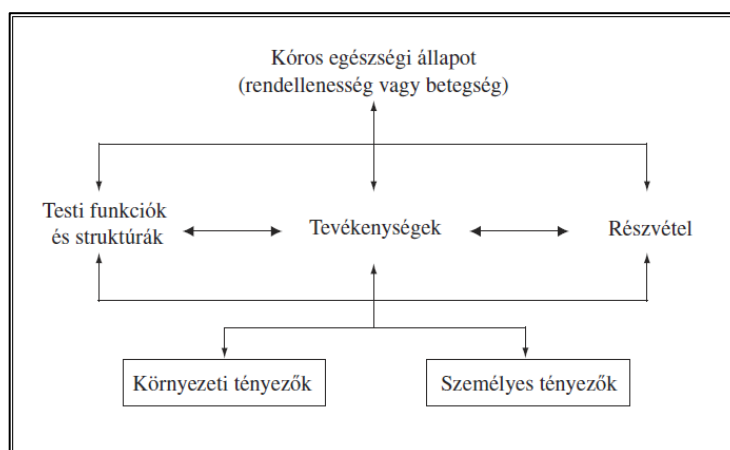 Kóros egészségi állapot
(rendellenesség vagy betegség)
Testi funkciók
és struktúrák
Tevékenységek
Részvétel
Környezeti tényezők
Személyes tényezők